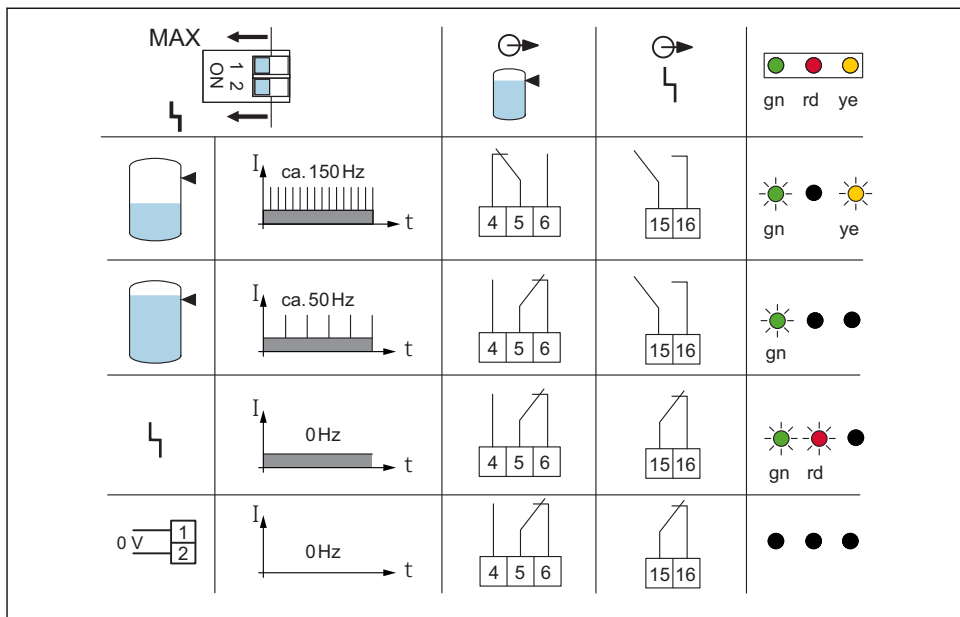 MAX
1 2
ON
gn rd ye
I
ca. 150 Hz
t
4 5 6
15 16
gn ye
I
ca. 50 Hz
t
4 5 6
15 16
gn
I
0 Hz
t
4 5 6
15 16
gn rd
0 V
1
2
I
0 Hz
t
4 5 6
15 16